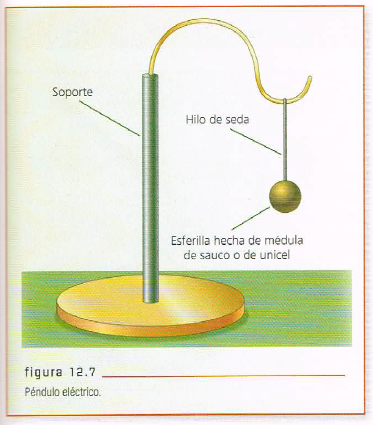 Soporte
Hilo de seda
Esferilla hecha de médula
de sauco o de unicel
figura 12.7
Péndulo eléctrico.